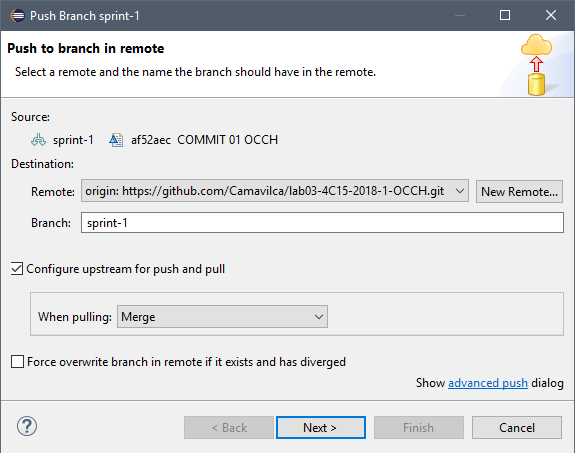 Push Branch sprint-1
Push to branch in remote
Select a remote and the name the branch should have in the remote.
Source:
sprint-1 af52aec COMMIT 01 OCCH
Destination:
Remote: origin: https://github.com/Camavilca/lab03-4C15-2018-1-OCCH.git New Remote...
Branch: sprint-1
Configure upstream for push and pull
When pulling: Merge
Force overwrite branch in remote if it exists and has diverged
Show advanced push dialog
? < Back Next > Finish Cancel